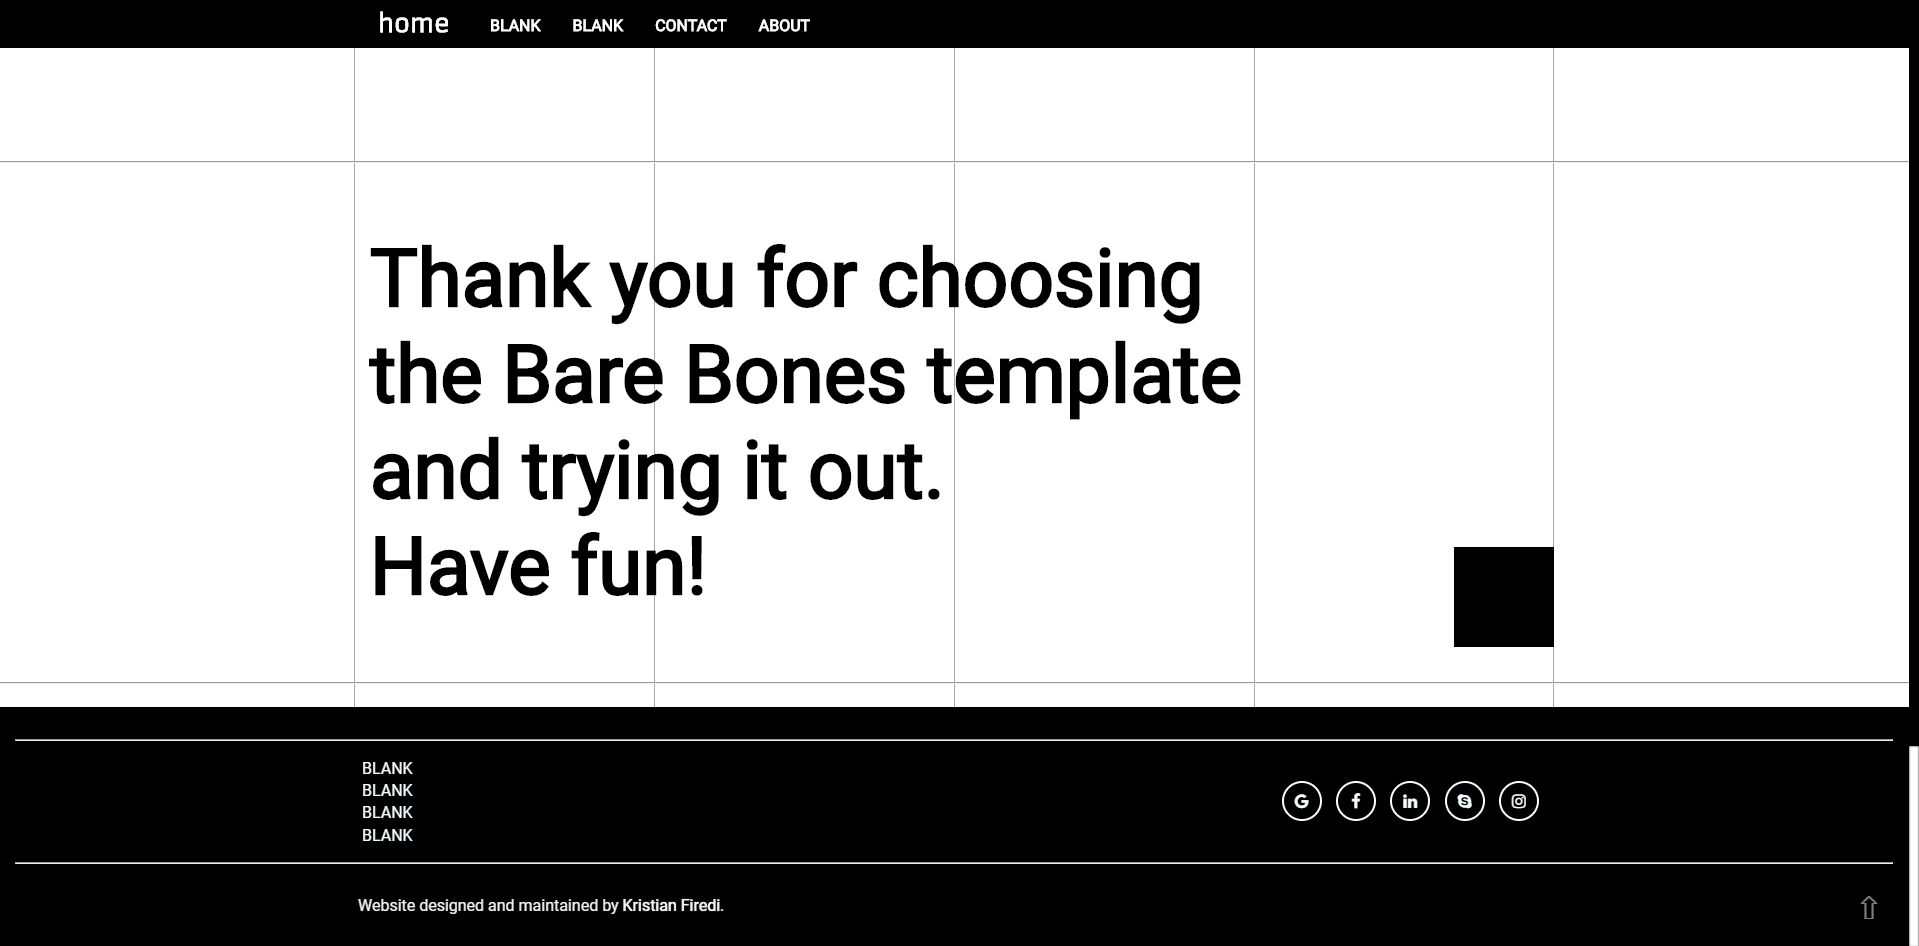 home BLANK BLANK CONTACT ABOUT
Thank you for choosing
the Bare Bones template
and trying it out.
Have fun!
BLANK
BLANK
BLANK
BLANK
Website designed and maintained by Kristian Firedi.